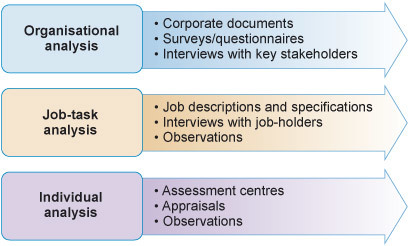 Organisational
analysis
• Corporate documents
• Surveys/questionnaires
• Interviews with key stakeholders
Job-task
analysis
• Job descriptions and specifications
• Interviews with job-holders
• Observations
Individual
analysis
• Assessment centres
• Appraisals
• Observations